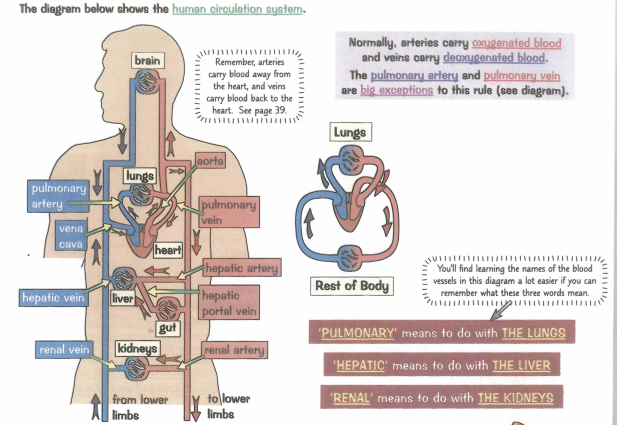 The diagram below shows the human circulation system.
brain
Remember, arteries
carry blood away from
the heart, and veins
carry blood back to the
heart. See page 39.
Normally, arteries carry oxygenated blood
and veins carry deoxygenated blood.
The pulmonary artery and pulmonary vein
are big exceptions to this rule (see diagram).
aorta
lungs
pulmonary
artery
pulmonary
vein
vena
cava
heart
hepatic artery
hepatic vein
liver
hepatic
portal vein
gut
renal vein
kidneys
renal artery
from lower
limbs
to lower
limbs
Lungs
Rest of Body
You'll find learning the names of the blood
vessels in this diagram a lot easier if you can
remember what these three words mean.
'PULMONARY' means to do with THE LUNGS
'HEPATIC' means to do with THE LIVER
'RENAL' means to do with THE KIDNEYS